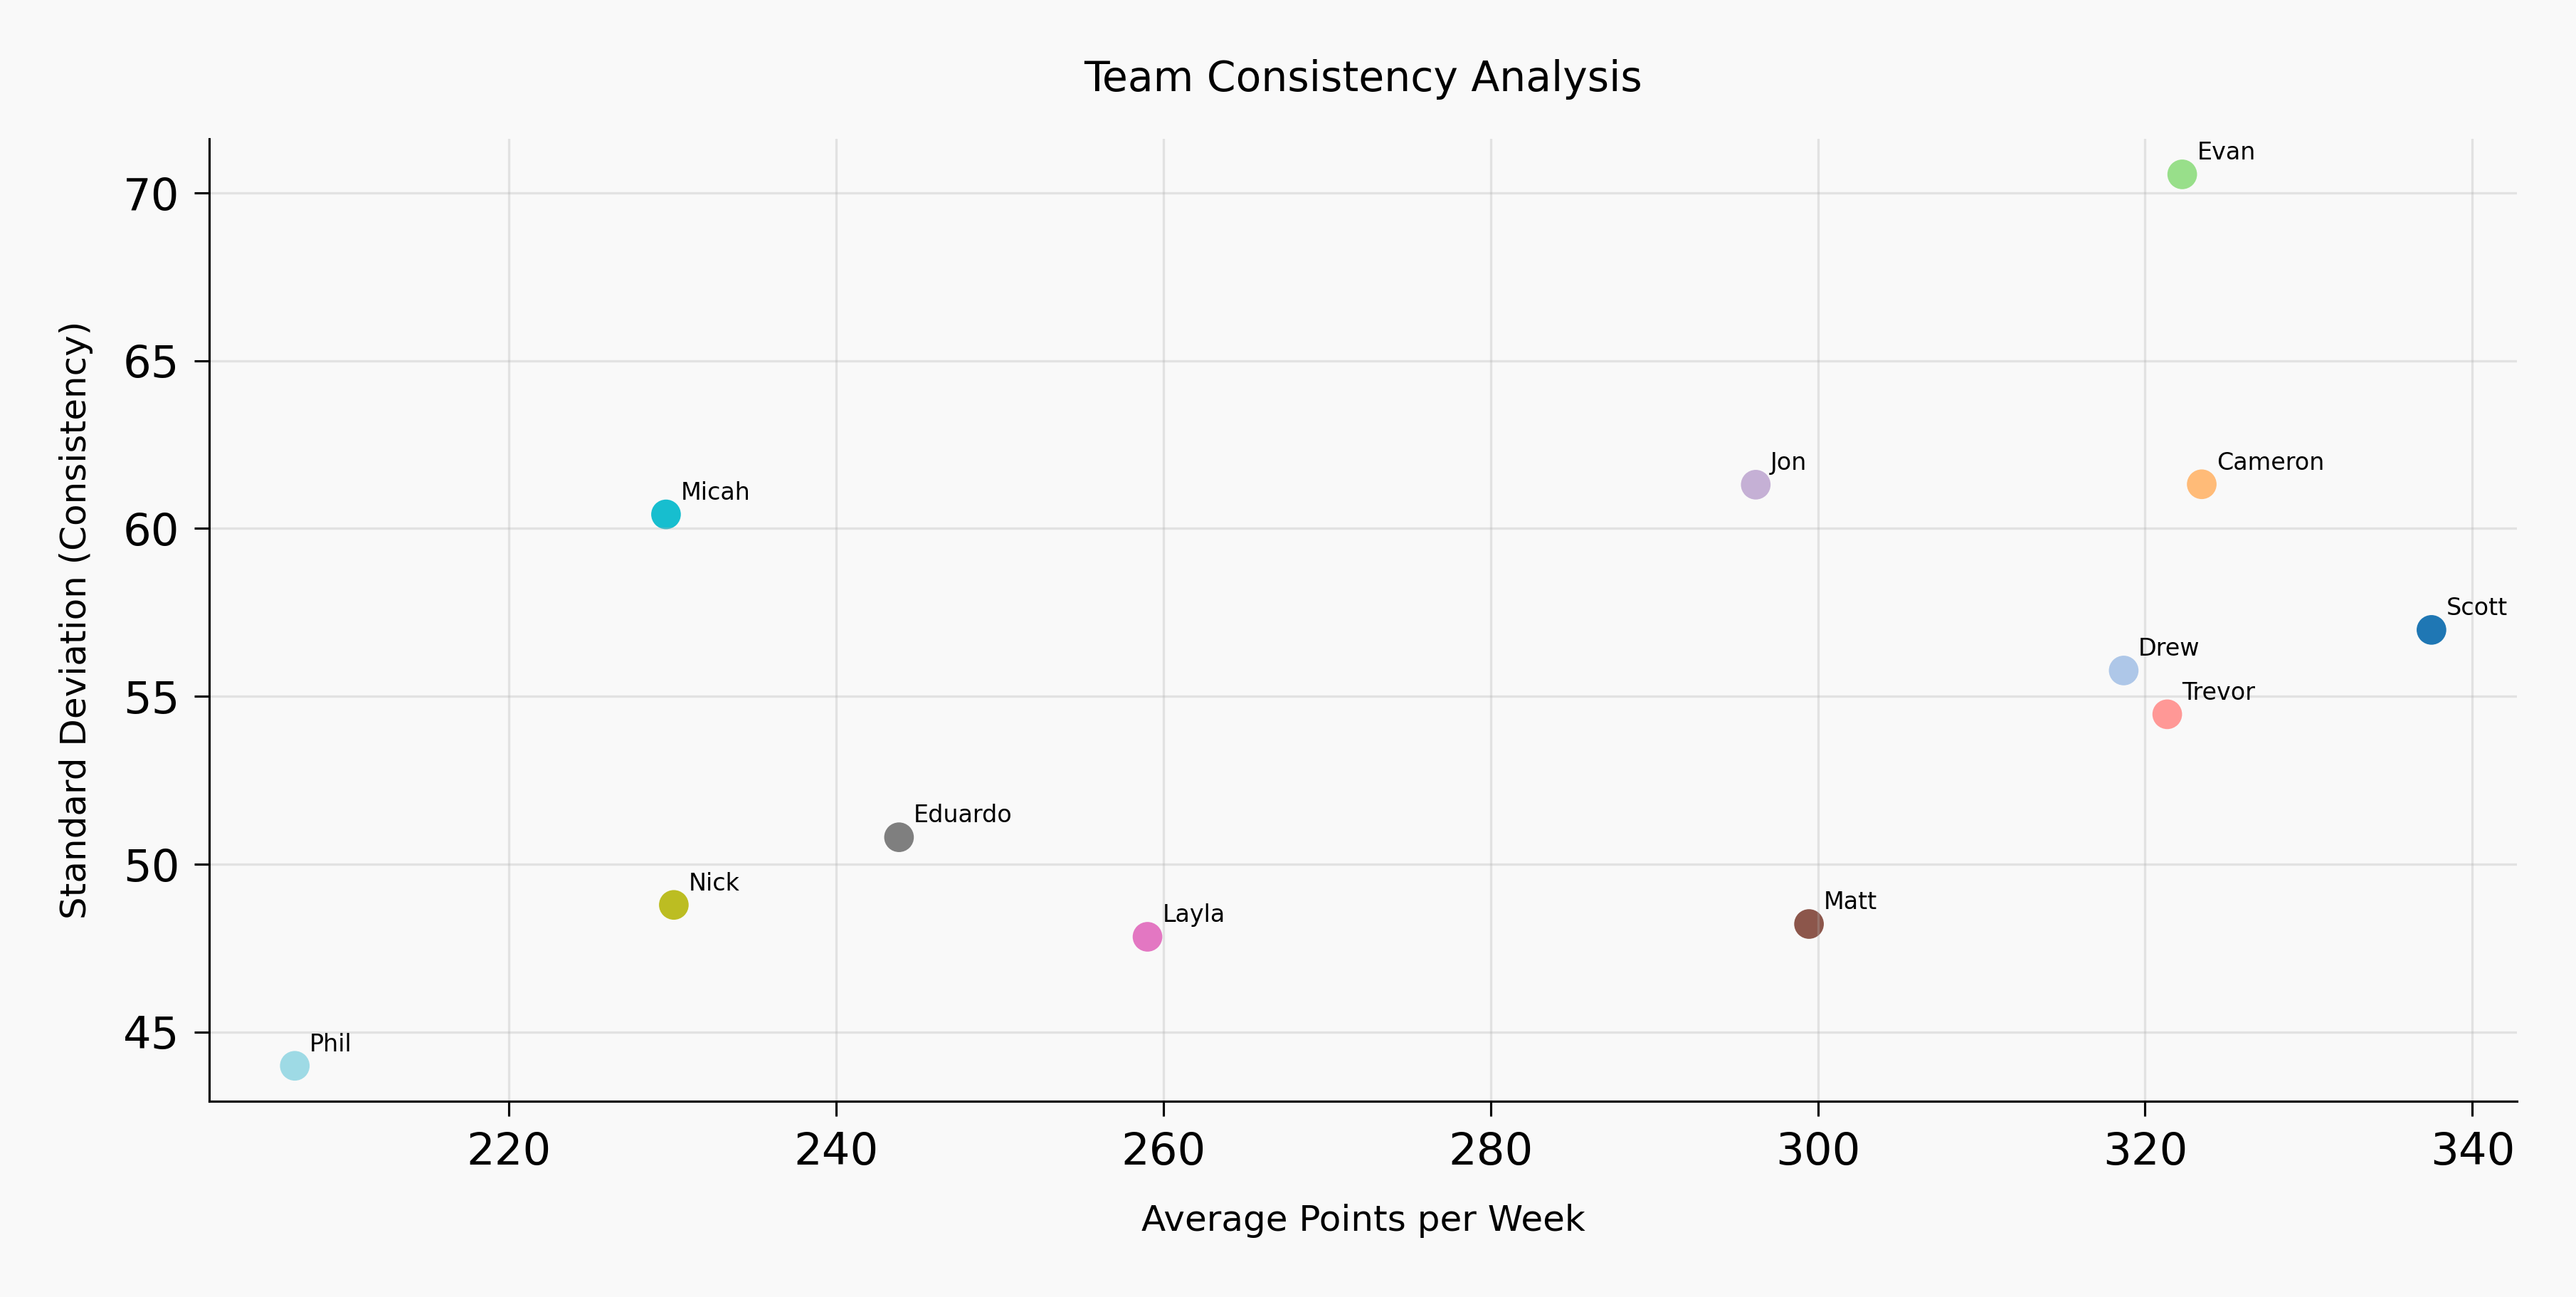 Team Consistency Analysis
Evan
70
65
Jon
Cameron
Micah
60
Scott
Drew
55
Trevor
Eduardo
50
Nick
Matt
Layla
45
Phil
Standard Deviation (Consistency)
220 240 260 280 300 320 340
Average Points per Week